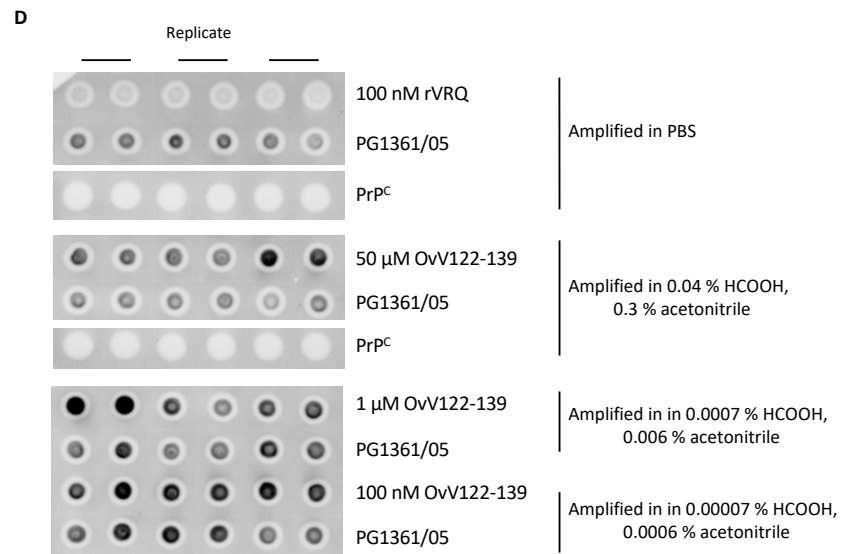 D
Replicate
100 nM rVRQ
PG1361/05
Amplified in PBS
PrPᶜ
50 µM OvV122-139
PG1361/05
Amplified in 0.04 % HCOOH,
0.3 % acetonitrile
PrPᶜ
1 µM OvV122-139
PG1361/05
Amplified in in 0.0007 % HCOOH,
0.006 % acetonitrile
100 nM OvV122-139
PG1361/05
Amplified in in 0.00007 % HCOOH,
0.0006 % acetonitrile